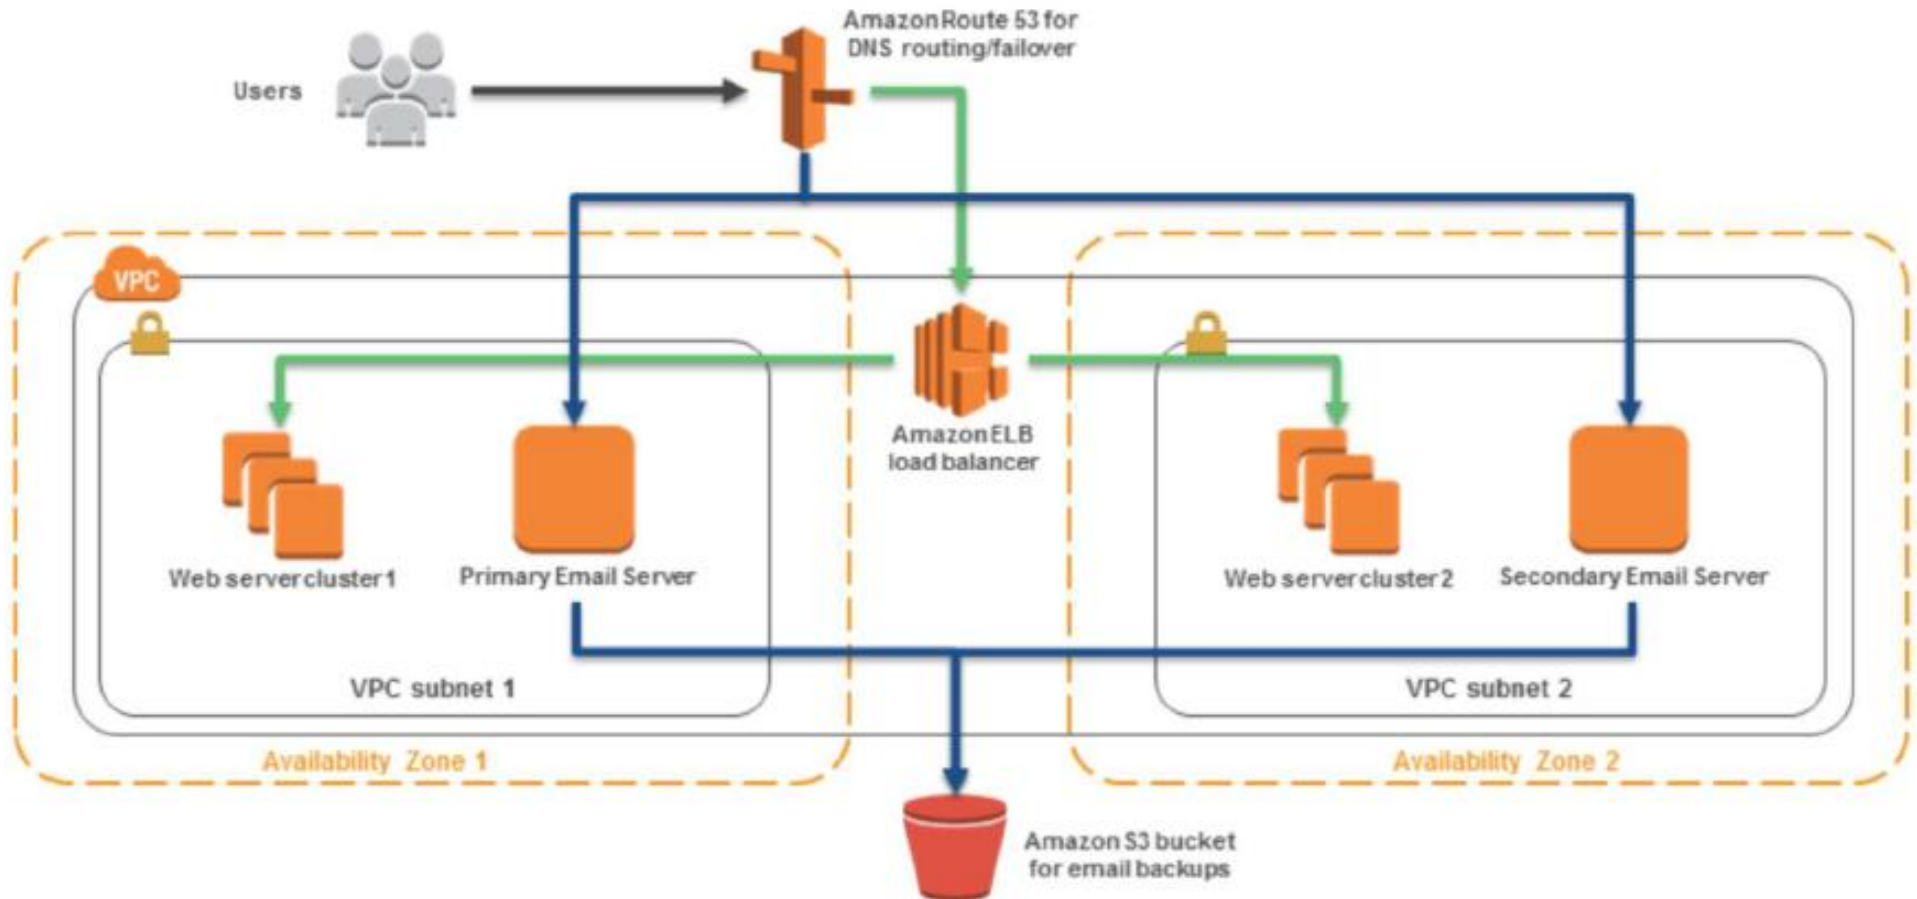 Amazon Route 53 for
DNS routing/failover
Users
VPC
Amazon ELB
load balancer
Web server cluster 1
Primary Email Server
Web server cluster 2
Secondary Email Server
VPC subnet 1
VPC subnet 2
Availability Zone 1
Availability Zone 2
Amazon S3 bucket
for email backups